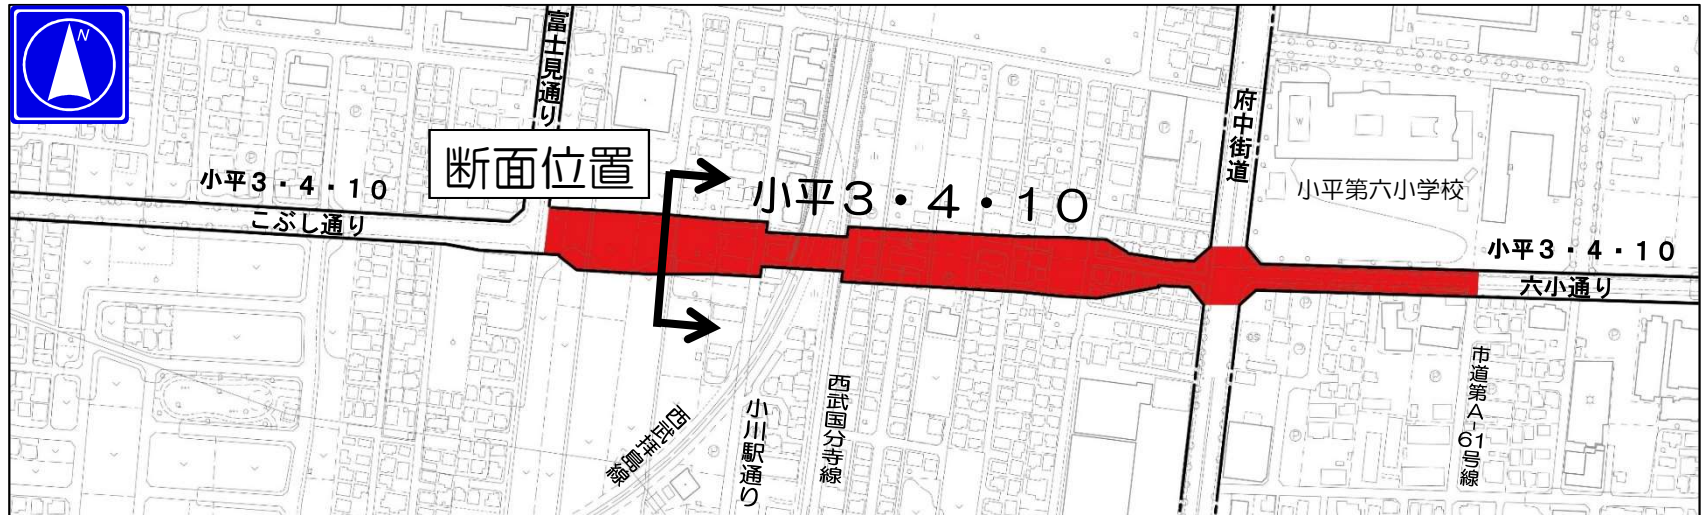 N
富士見通り
府中街道
断面位置
小平3・4・10
小平3・4・10
小平第六小学校
こぶし通り
小平3・4・10
六小通り
西武拝島線
小川駅通り
西武国分寺線
市道第A-61号線